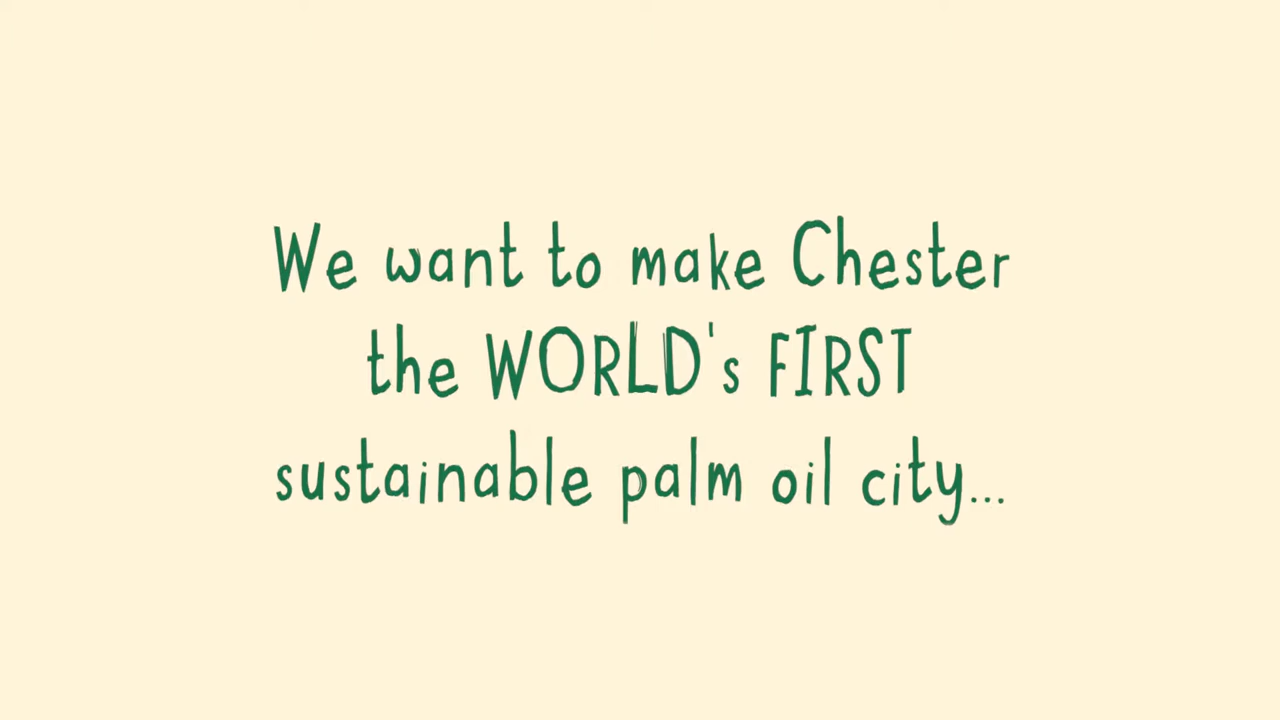 We want to make Chester
the WORLD's FIRST
sustainable palm oil city...